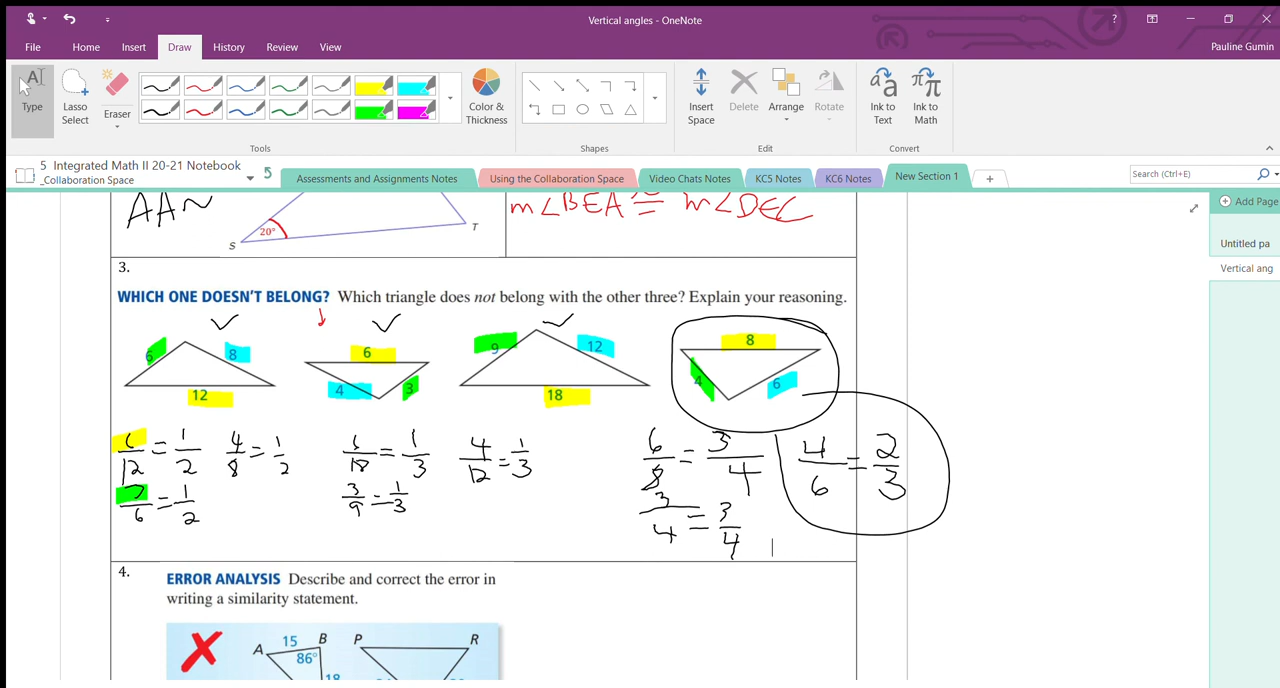 Vertical angles - OneNote
?
File Home Insert Draw History Review View
Pauline Gumin
Type
Lasso Select
Eraser
Color & Thickness
Insert Space
Delete
Arrange
Rotate
Ink to Text
Ink to Math
Tools
Shapes
Edit
Convert
5 Integrated Math II 20-21 Notebook
_Collaboration Space
5
Assessments and Assignments Notes
Using the Collaboration Space
Video Chats Notes
KC5 Notes
KC6 Notes
New Section 1
Search (Ctrl+E)
Add Page
Untitled pa
Vertical ang
AA~
20°
S
T
m∠BEA ≅ m∠DEC
3.
WHICH ONE DOESN'T BELONG? Which triangle does not belong with the other three? Explain your reasoning.
6 8 12
6 4 3
9 12 18
8 4 6
6/12 = 1/2 4/8 = 1/2
3/6 = 1/2
6/18 = 1/3 4/12 = 1/3
3/9 = 1/3
6/8 = 3/4 4/6 = 2/3
3/4 = 3/4
4.
ERROR ANALYSIS Describe and correct the error in
writing a similarity statement.
A 15 B P R
86°
18